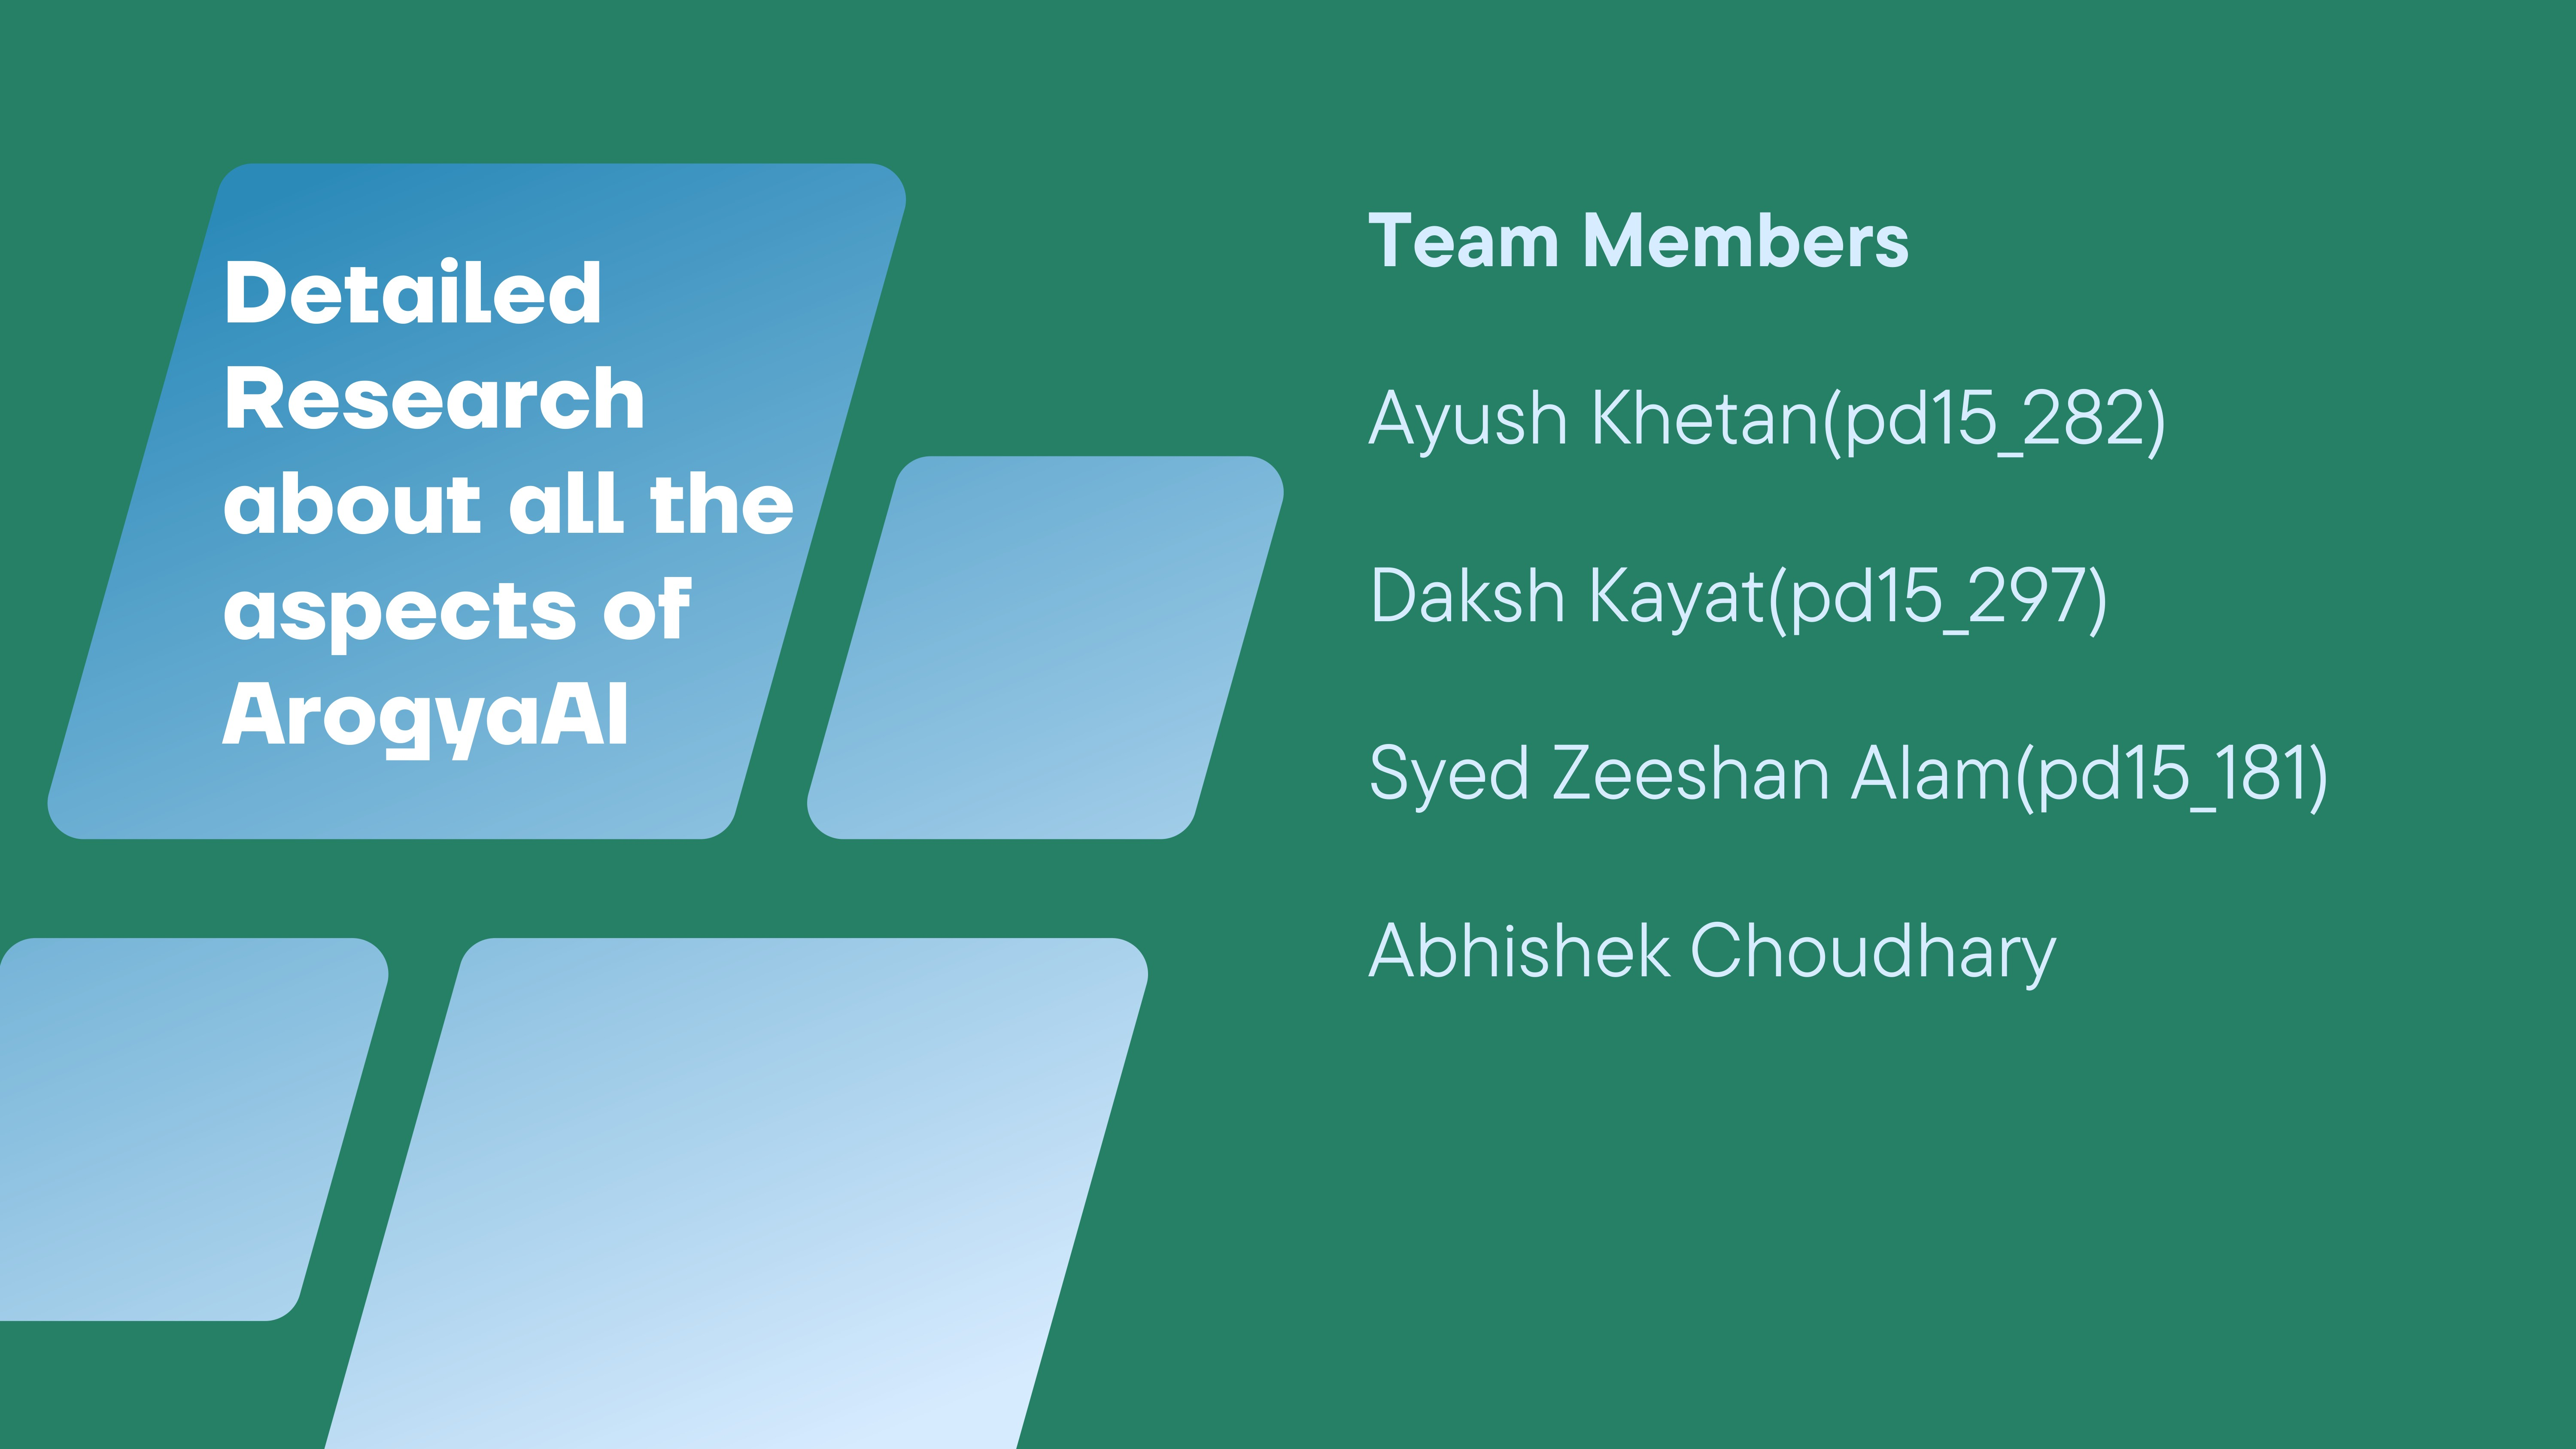 Detailed
Research
about all the
aspects of
ArogyaAI
Team Members
Ayush Khetan(pd15_282)
Daksh Kayat(pd15_297)
Syed Zeeshan Alam(pd15_181)
Abhishek Choudhary